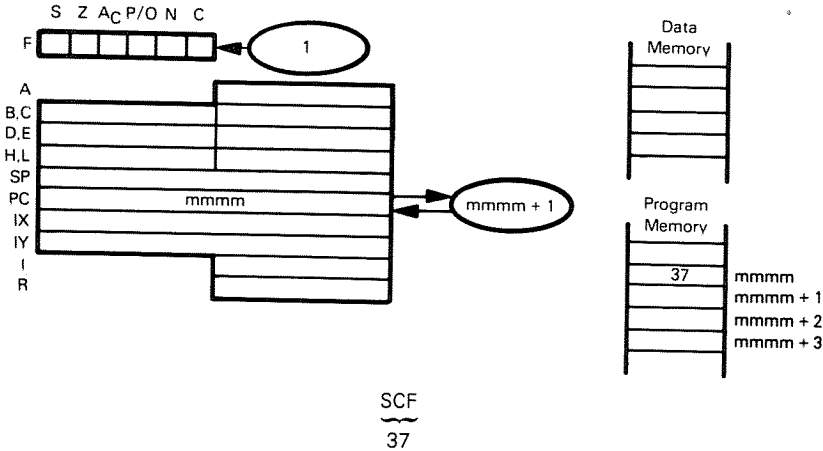 S Z AC P/O N C
F
1
A
B,C
D,E
H,L
SP
PC mmmm
mmmm + 1
IX
IY
I
R
Data
Memory
Program
Memory
37 mmmm
mmmm + 1
mmmm + 2
mmmm + 3
SCF
37